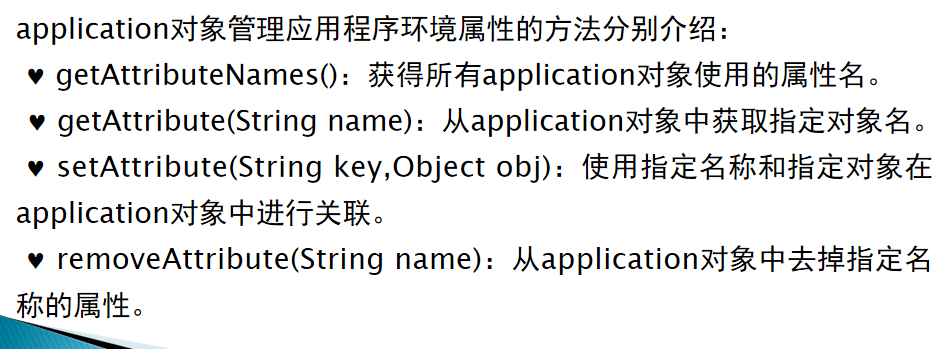 application对象管理应用程序环境属性的方法分别介绍：
♥ getAttributeNames()：获得所有application对象使用的属性名。
♥ getAttribute(String name)：从application对象中获取指定对象名。
♥ setAttribute(String key,Object obj)：使用指定名称和指定对象在
application对象中进行关联。
♥ removeAttribute(String name)：从application对象中去掉指定名
称的属性。